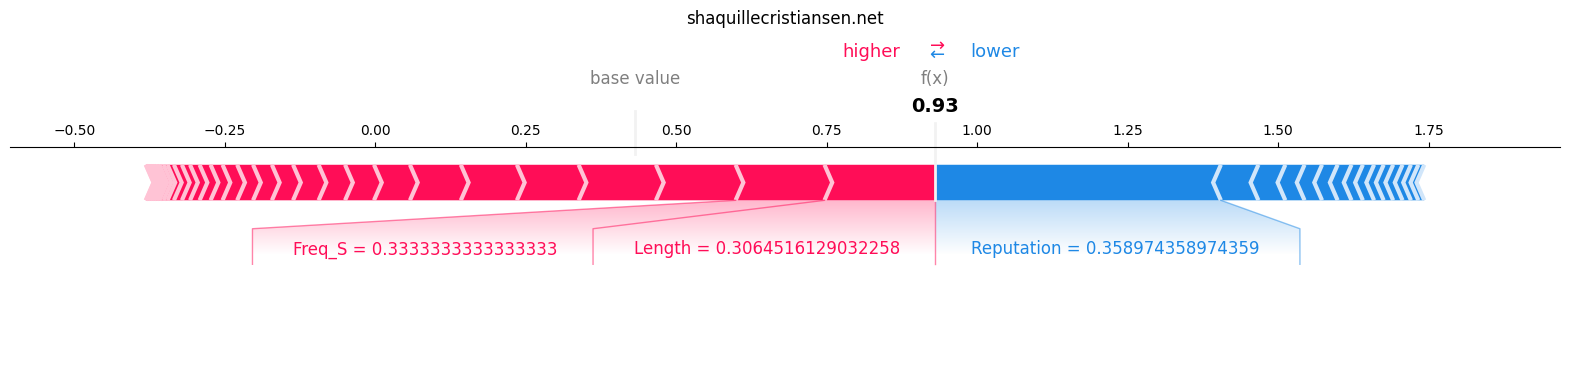 shaquillecristiansen.net
higher ⇄ lower
base value f(x)
0.93
−0.50 −0.25 0.00 0.25 0.50 0.75 1.00 1.25 1.50 1.75
Freq_S = 0.3333333333333333 Length = 0.3064516129032258 Reputation = 0.358974358974359